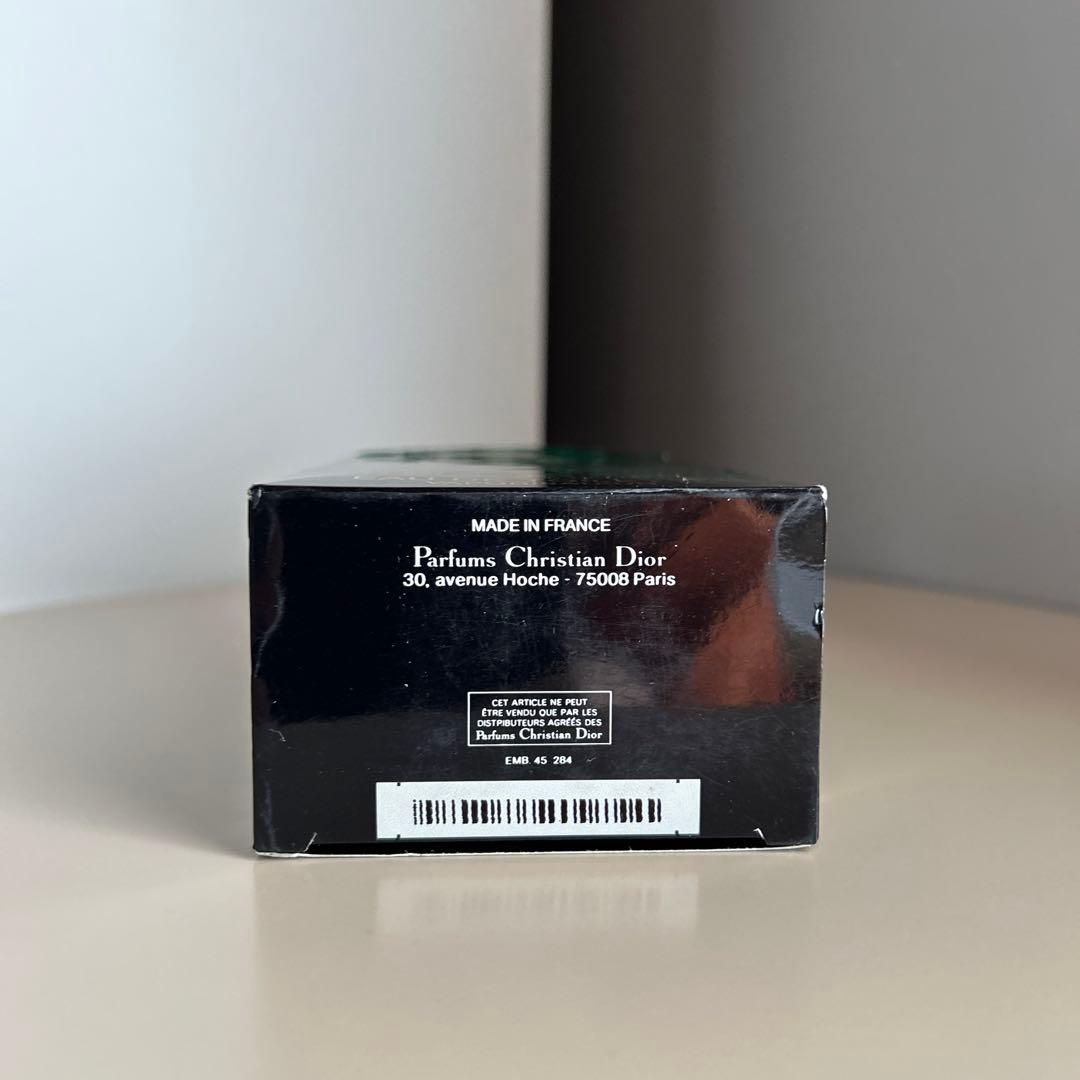 MADE IN FRANCE
Parfums Christian Dior
30, avenue Hoche - 75008 Paris
CET ARTICLE NE PEUT
ÊTRE VENDU QUE PAR LES
DISTPIBUTEURS AGRÉÉS DES
Parfums Christian Dior
EMB. 45 284